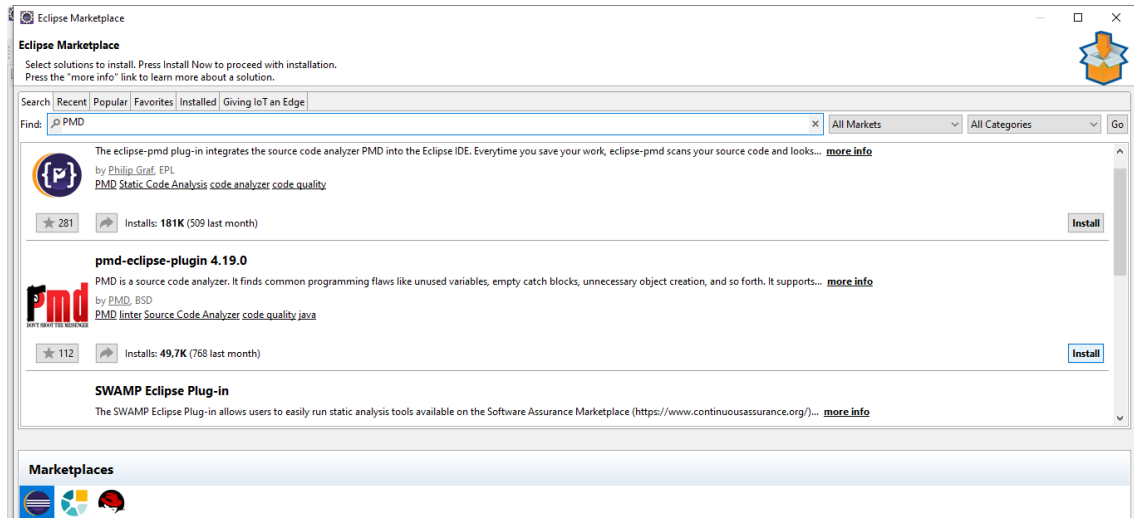 Eclipse Marketplace
Eclipse Marketplace
Select solutions to install. Press Install Now to proceed with installation.
Press the "more info" link to learn more about a solution.
Search Recent Popular Favorites Installed Giving IoT an Edge
Find: PMD All Markets All Categories Go
The eclipse-pmd plug-in integrates the source code analyzer PMD into the Eclipse IDE. Everytime you save your work, eclipse-pmd scans your source code and looks... more info
by Philip Graf, EPL
PMD Static Code Analysis code analyzer code quality
281 Installs: 181K (509 last month) Install
pmd-eclipse-plugin 4.19.0
PMD is a source code analyzer. It finds common programming flaws like unused variables, empty catch blocks, unnecessary object creation, and so forth. It supports... more info
by PMD, BSD
PMD linter Source Code Analyzer code quality java
Pmd
DON'T SHOOT THE MESSENGER
112 Installs: 49,7K (768 last month) Install
SWAMP Eclipse Plug-in
The SWAMP Eclipse Plug-in allows users to easily run static analysis tools available on the Software Assurance Marketplace (https://www.continuousassurance.org/)... more info
Marketplaces